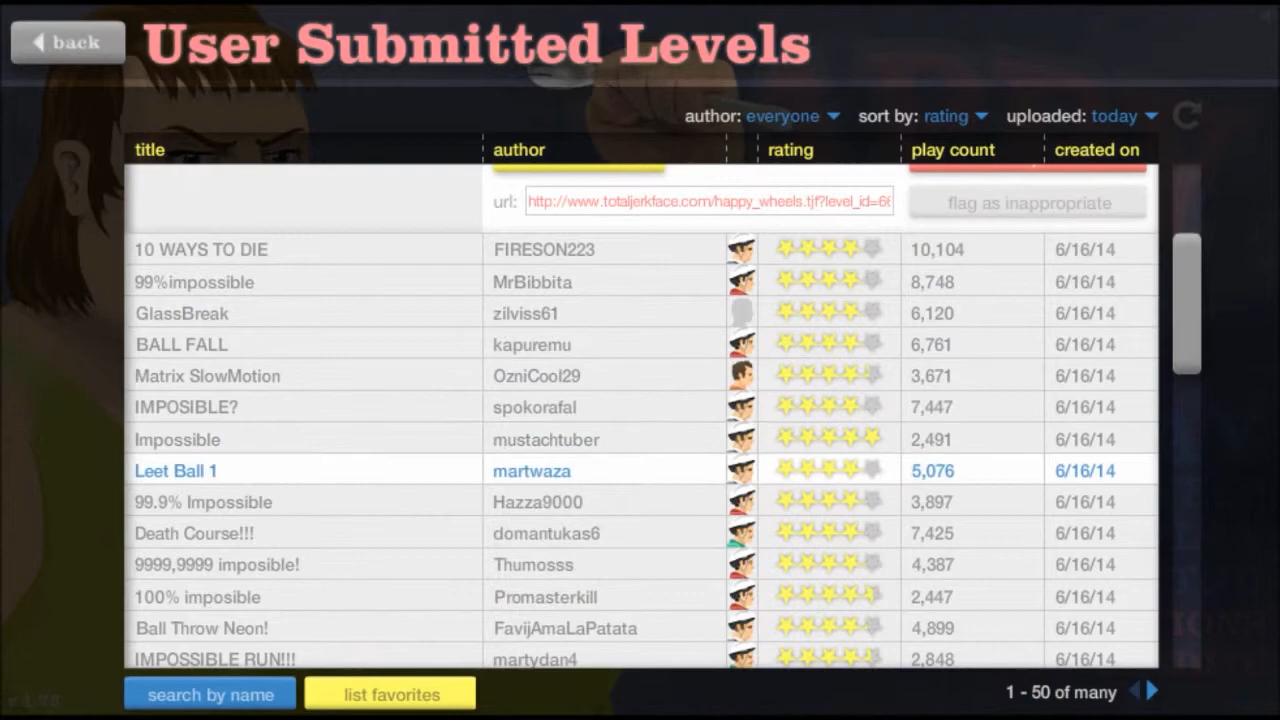 back
User Submitted Levels
author: everyone sort by: rating uploaded: today
title author rating play count created on
url: http://www.totaljerkface.com/happy_wheels.tjf?level_id=66 flag as inappropriate
10 WAYS TO DIE FIRESON223 10,104 6/16/14
99%impossible MrBibbita 8,748 6/16/14
GlassBreak zilviss61 6,120 6/16/14
BALL FALL kapuremu 6,761 6/16/14
Matrix SlowMotion OzniCool29 3,671 6/16/14
IMPOSIBLE? spokorafal 7,447 6/16/14
Impossible mustachtuber 2,491 6/16/14
Leet Ball 1 martwaza 5,076 6/16/14
99.9% Impossible Hazza9000 3,897 6/16/14
Death Course!!! domantukas6 7,425 6/16/14
9999,9999 imposible! Thumosss 4,387 6/16/14
100% imposible Promasterkill 2,447 6/16/14
Ball Throw Neon! FavijAmaLaPatata 4,899 6/16/14
IMPOSSIBLE RUN!!! martydan4 2,848 6/16/14
search by name list favorites 1 - 50 of many